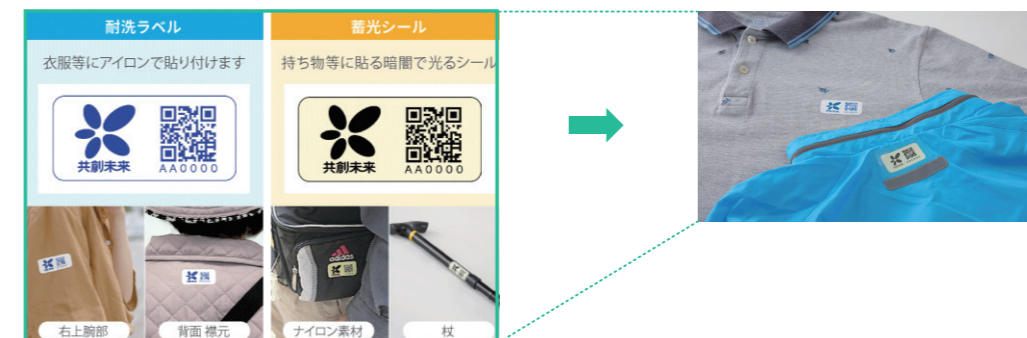 耐洗ラベル
衣服等にアイロンで貼り付けます
共創未来
AA0000
右上腕部
背面 襟元
蓄光シール
持ち物等に貼る暗闇で光るシール
共創未来
AA0000
adidas
ナイロン素材
杖